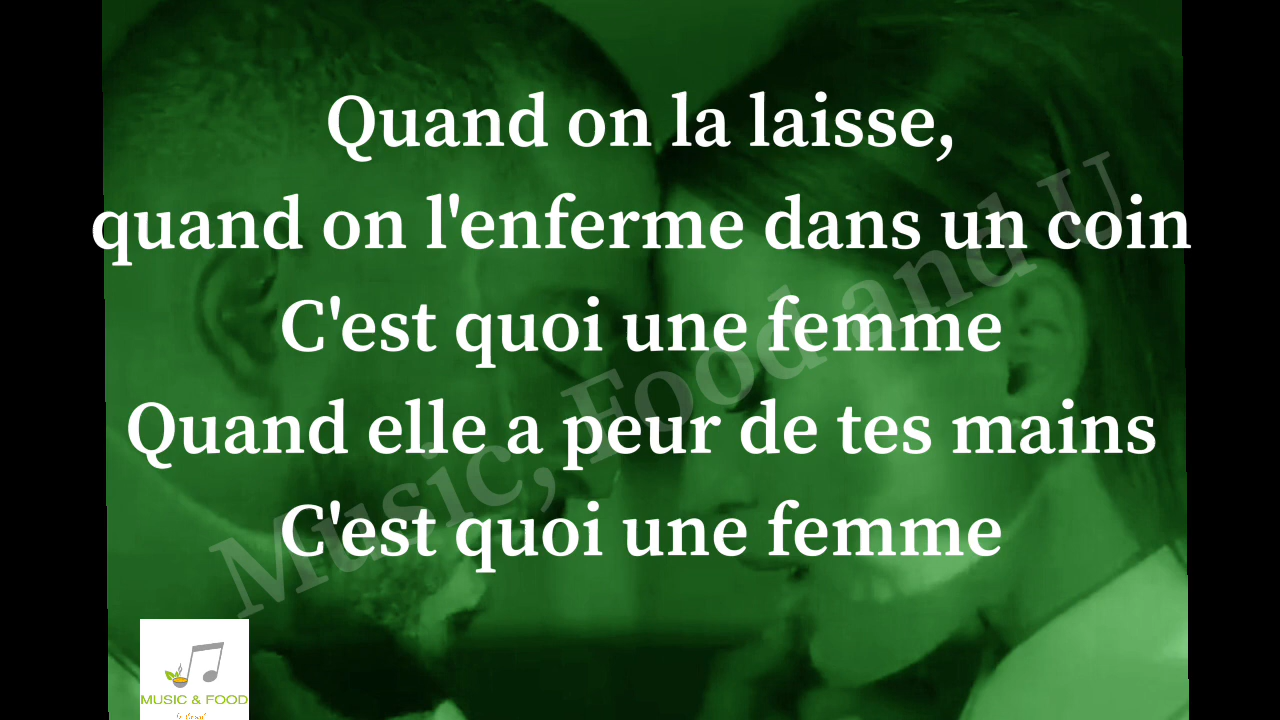 Quand on la laisse,
quand on l'enferme dans un coin
C'est quoi une femme
Quand elle a peur de tes mains
C'est quoi une femme
Music, Food and U
MUSIC & FOOD